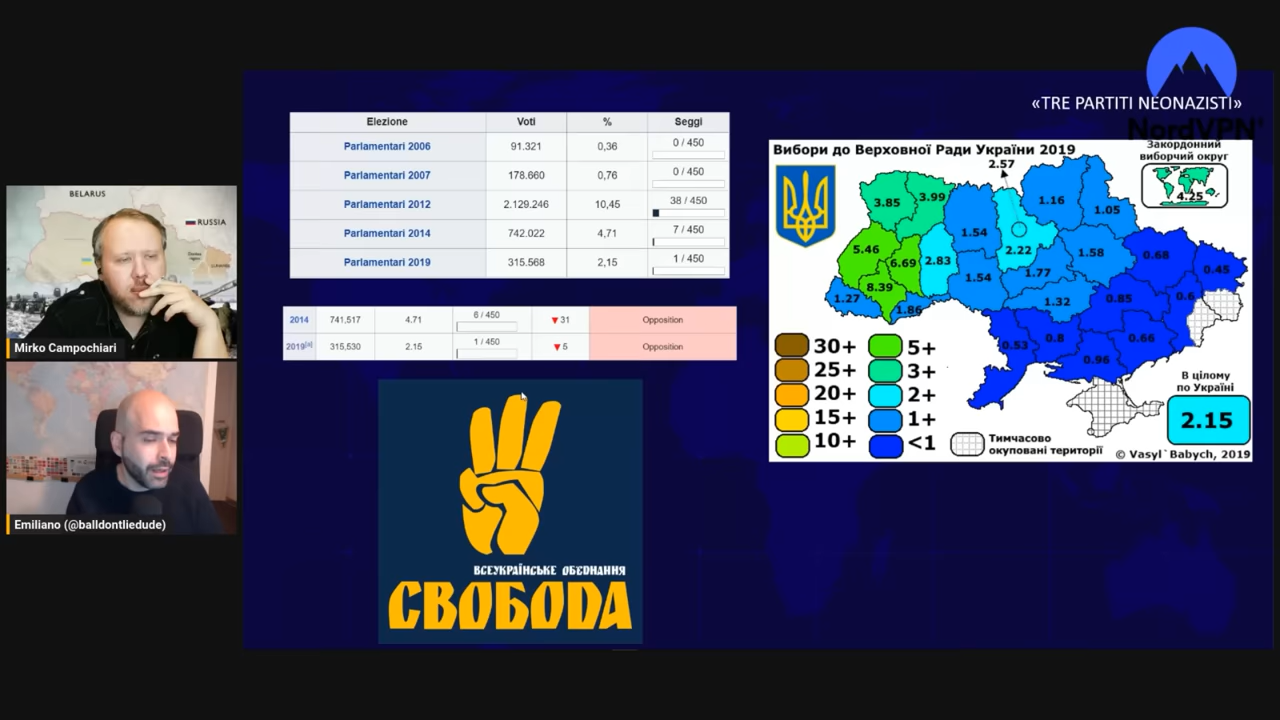 NordVPN®
«TRE PARTITI NEONAZISTI»
BELARUS
RUSSIA
Mirko Campochiari
Emiliano (@balldontliedude)
Elezione Voti % Seggi
Parlamentari 2006 91.321 0,36 0 / 450
Parlamentari 2007 178.660 0,76 0 / 450
Parlamentari 2012 2.129.246 10,45 38 / 450
Parlamentari 2014 742.022 4,71 7 / 450
Parlamentari 2019 315.568 2,15 1 / 450
2014 741,517 4.71 6 / 450 ▼31 Opposition
2019[a] 315,530 2.15 1 / 450 ▼5 Opposition
ВСЕУКРАЇНСЬКЕ ОБ'ЄДНАННЯ
СВОБОДА
Вибори до Верховної Ради України 2019
Закордонний
виборчий округ
4.25
2.57
3.85
3.99
1.54
2.22
1.16
1.05
5.46
6.69
2.83
1.54
1.77
1.58
0.68
0.45
8.39
1.27
1.86
1.32
0.85
0.6
0.53
0.8
0.66
0.96
30+
25+
20+
15+
10+
5+
3+
2+
1+
<1
Тимчасово
окуповані території
В цілому
по Україні
2.15
© Vasyl`Babych, 2019